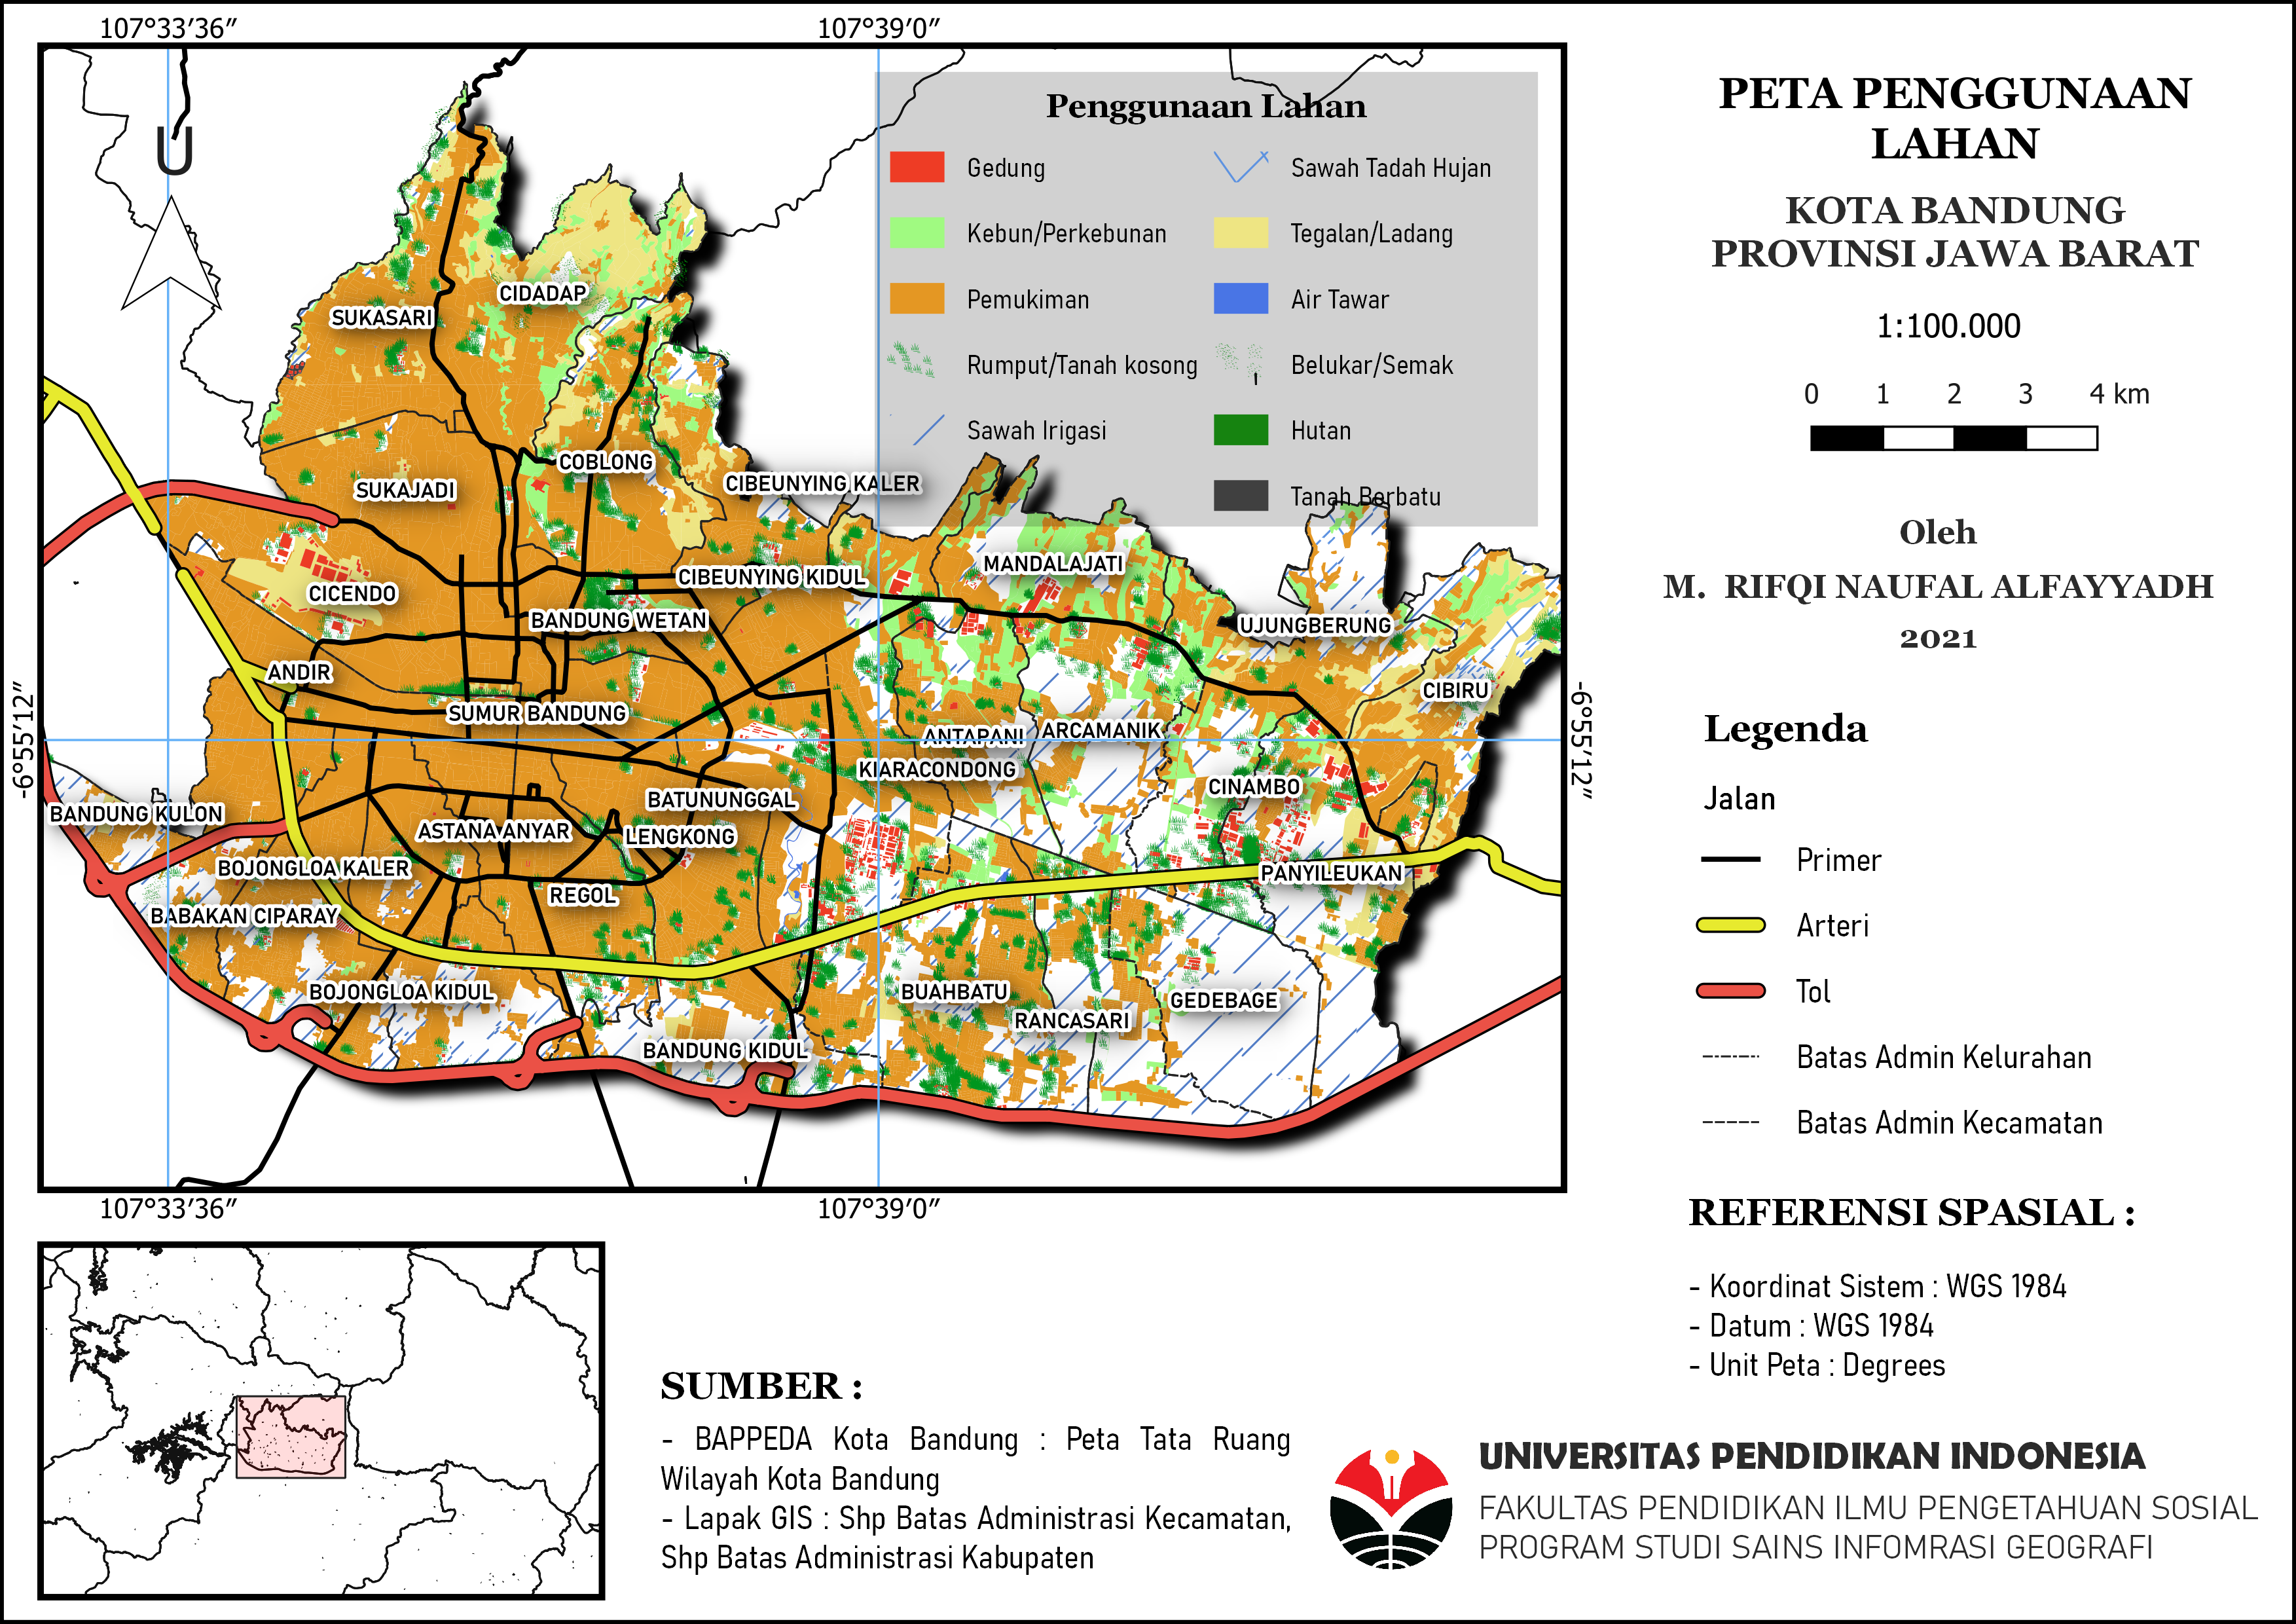 107°33'36"
107°39'0"
U
Penggunaan Lahan
Gedung
Sawah Tadah Hujan
Kebun/Perkebunan
Tegalan/Ladang
Pemukiman
Air Tawar
Rumput/Tanah kosong
Belukar/Semak
Sawah Irigasi
Hutan
Tanah Berbatu
SUKASARI
CIDADAP
COBLONG
SUKAJADI
CIBEUNYING KALER
CICENDO
CIBEUNYING KIDUL
MANDALAJATI
BANDUNG WETAN
UJUNGBERUNG
ANDIR
CIBIRU
SUMUR BANDUNG
ANTAPANI
ARCAMANIK
KIARACONDONG
CINAMBO
BANDUNG KULON
BATUNUNGGAL
ASTANA ANYAR
LENGKONG
BOJONGLOA KALER
PANYILEUKAN
REGOL
BABAKAN CIPARAY
BOJONGLOA KIDUL
BUAHBATU
GEDEBAGE
RANCASARI
BANDUNG KIDUL
-6°55'12"
-6°55'12"
107°33'36"
107°39'0"
PETA PENGGUNAAN
LAHAN
KOTA BANDUNG
PROVINSI JAWA BARAT
1:100.000
0 1 2 3 4 km
Oleh
M. RIFQI NAUFAL ALFAYYADH
2021
Legenda
Jalan
Primer
Arteri
Tol
Batas Admin Kelurahan
Batas Admin Kecamatan
REFERENSI SPASIAL :
- Koordinat Sistem : WGS 1984
- Datum : WGS 1984
- Unit Peta : Degrees
SUMBER :
- BAPPEDA Kota Bandung : Peta Tata Ruang
Wilayah Kota Bandung
- Lapak GIS : Shp Batas Administrasi Kecamatan,
Shp Batas Administrasi Kabupaten
UNIVERSITAS PENDIDIKAN INDONESIA
FAKULTAS PENDIDIKAN ILMU PENGETAHUAN SOSIAL
PROGRAM STUDI SAINS INFOMRASI GEOGRAFI